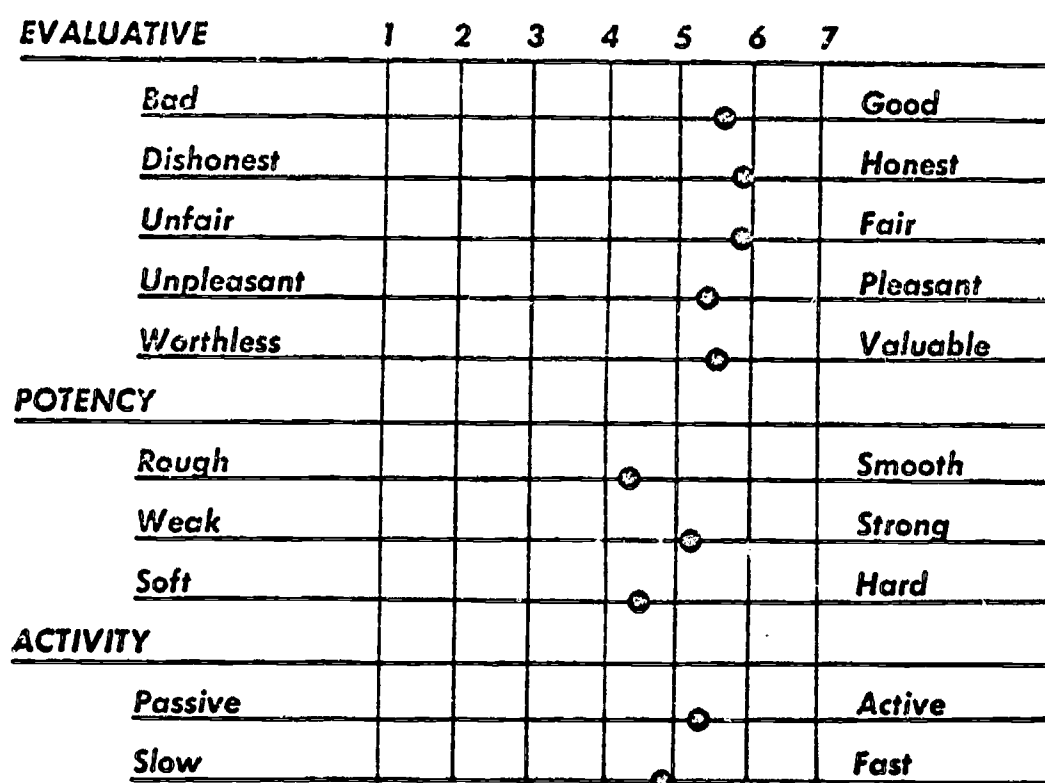 EVALUATIVE 1 2 3 4 5 6 7
Bad Good
Dishonest Honest
Unfair Fair
Unpleasant Pleasant
Worthless Valuable
POTENCY
Rough Smooth
Weak Strong
Soft Hard
ACTIVITY
Passive Active
Slow Fast